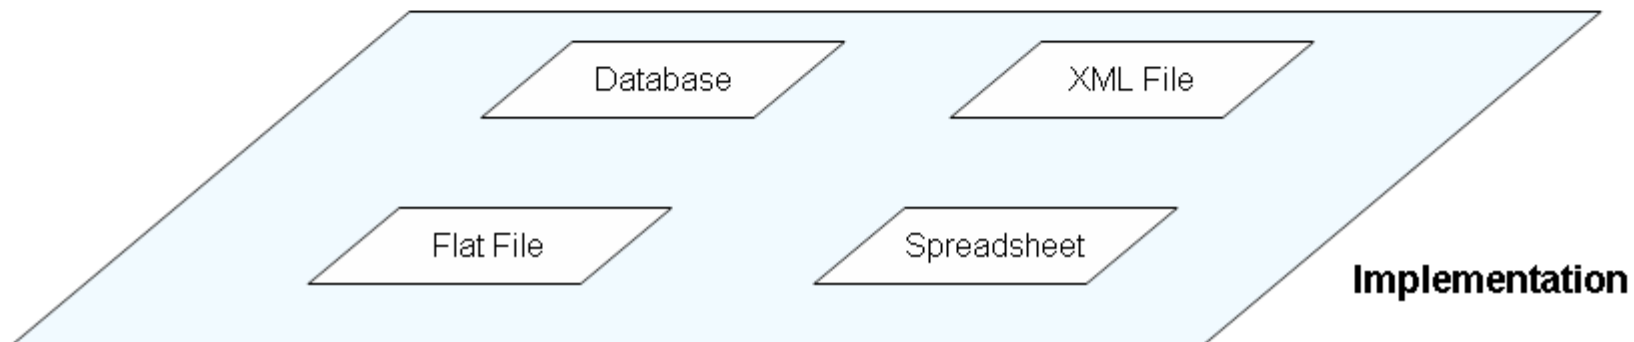 Database
XML File
Flat File
Spreadsheet
Implementation